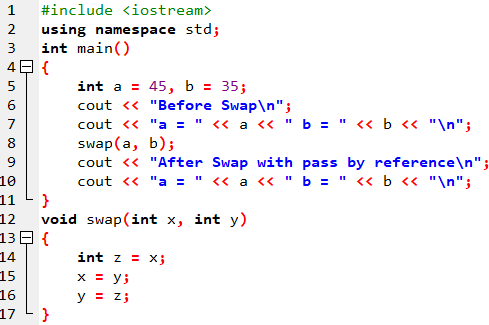 1 #include <iostream>
2 using namespace std;
3 int main()
4 {
5 int a = 45, b = 35;
6 cout << "Before Swap\n";
7 cout << "a = " << a << " b = " << b << "\n";
8 swap(a, b);
9 cout << "After Swap with pass by reference\n";
10 cout << "a = " << a << " b = " << b << "\n";
11 }
12 void swap(int x, int y)
13 {
14 int z = x;
15 x = y;
16 y = z;
17 }